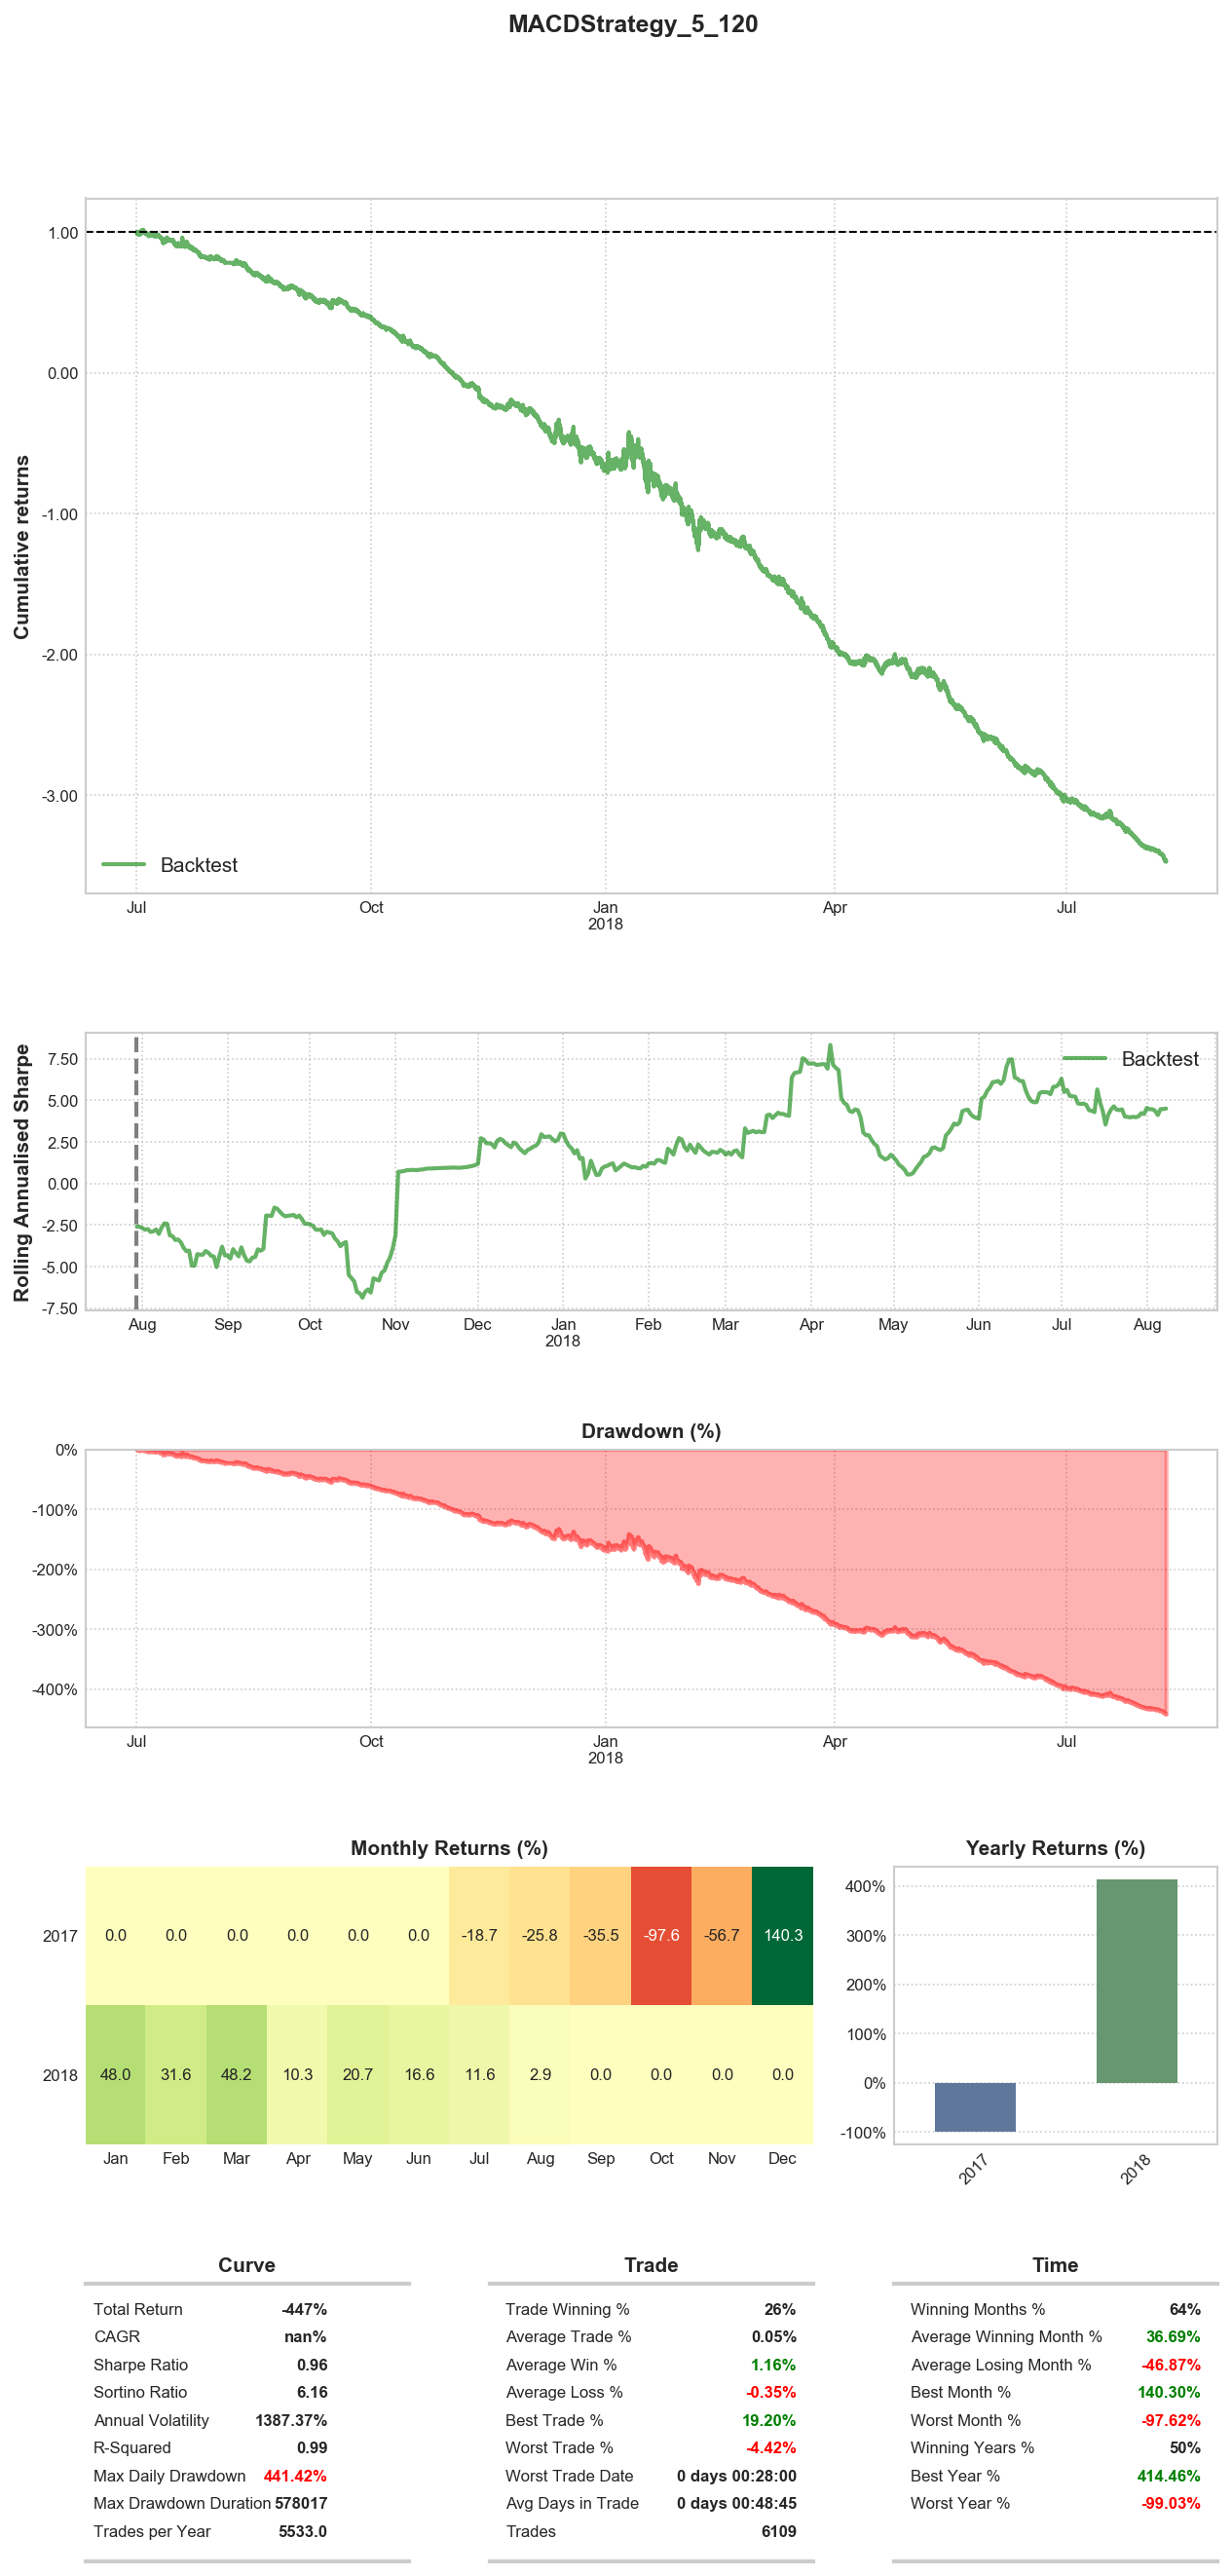 MACDStrategy_5_120
1.00
0.00
-1.00
-2.00
-3.00
Cumulative returns
Backtest
Jul Oct Jan Apr Jul
2018
7.50
5.00
2.50
0.00
-2.50
-5.00
-7.50
Rolling Annualised Sharpe
Backtest
Aug Sep Oct Nov Dec Jan Feb Mar Apr May Jun Jul Aug
2018
Drawdown (%)
0%
-100%
-200%
-300%
-400%
Jul Oct Jan Apr Jul
2018
Monthly Returns (%)
2017 0.0 0.0 0.0 0.0 0.0 0.0 -18.7 -25.8 -35.5 -97.6 -56.7 140.3
2018 48.0 31.6 48.2 10.3 20.7 16.6 11.6 2.9 0.0 0.0 0.0 0.0
Jan Feb Mar Apr May Jun Jul Aug Sep Oct Nov Dec
Yearly Returns (%)
400%
300%
200%
100%
0%
-100%
2017 2018
Curve
Total Return -447%
CAGR nan%
Sharpe Ratio 0.96
Sortino Ratio 6.16
Annual Volatility 1387.37%
R-Squared 0.99
Max Daily Drawdown 441.42%
Max Drawdown Duration 578017
Trades per Year 5533.0
Trade
Trade Winning % 26%
Average Trade % 0.05%
Average Win % 1.16%
Average Loss % -0.35%
Best Trade % 19.20%
Worst Trade % -4.42%
Worst Trade Date 0 days 00:28:00
Avg Days in Trade 0 days 00:48:45
Trades 6109
Time
Winning Months % 64%
Average Winning Month % 36.69%
Average Losing Month % -46.87%
Best Month % 140.30%
Worst Month % -97.62%
Winning Years % 50%
Best Year % 414.46%
Worst Year % -99.03%